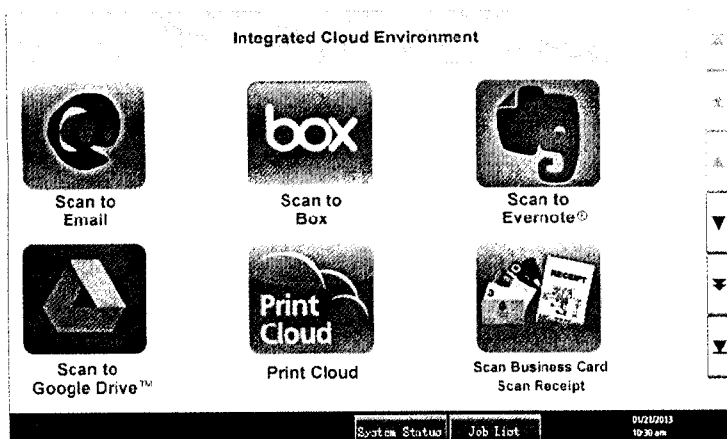 Integrated Cloud Environment
box
Scan to
Email
Scan to
Box
Scan to
Evernote®
Print
Cloud
RECEIPT
Scan to
Google Drive™
Print Cloud
Scan Business Card
Scan Receipt
System Status
Job List
01/21/2013
10:30 am